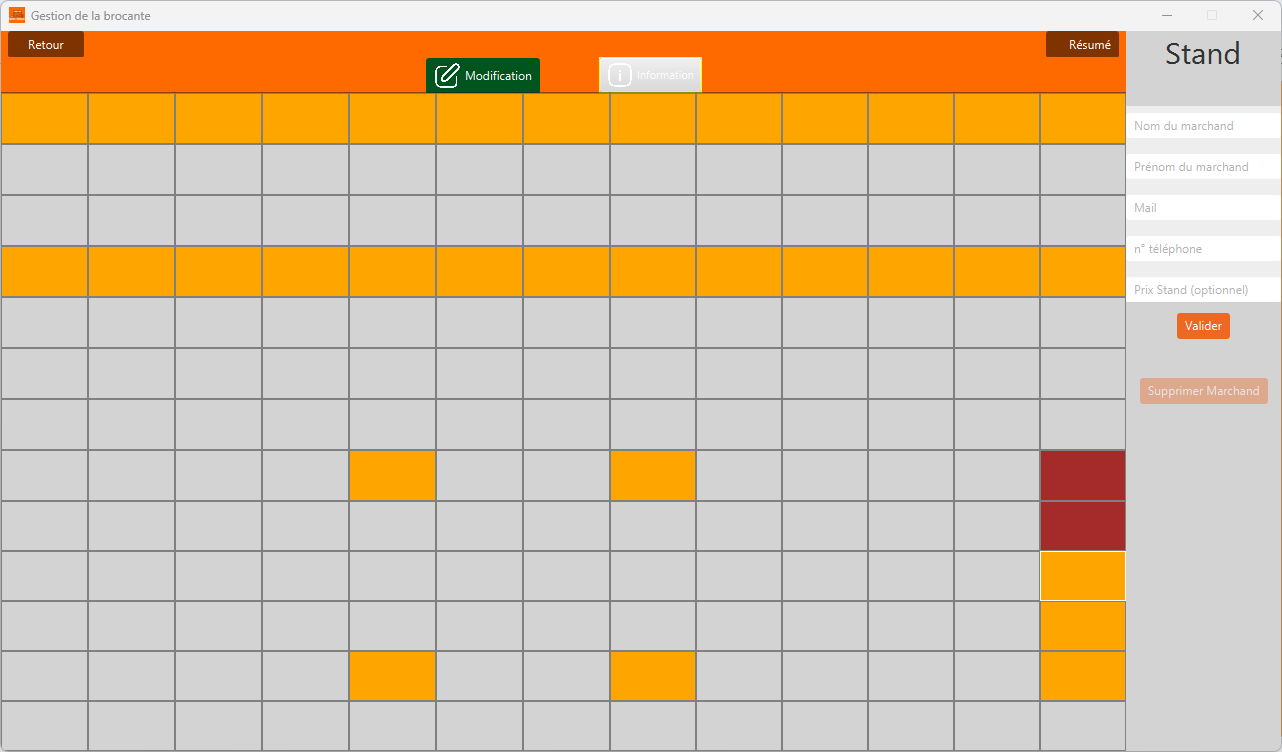 Gestion de la brocante
Retour
Résumé
Modification
Information
Stand
Nom du marchand
Prénom du marchand
Mail
n° téléphone
Prix Stand (optionnel)
Valider
Supprimer Marchand